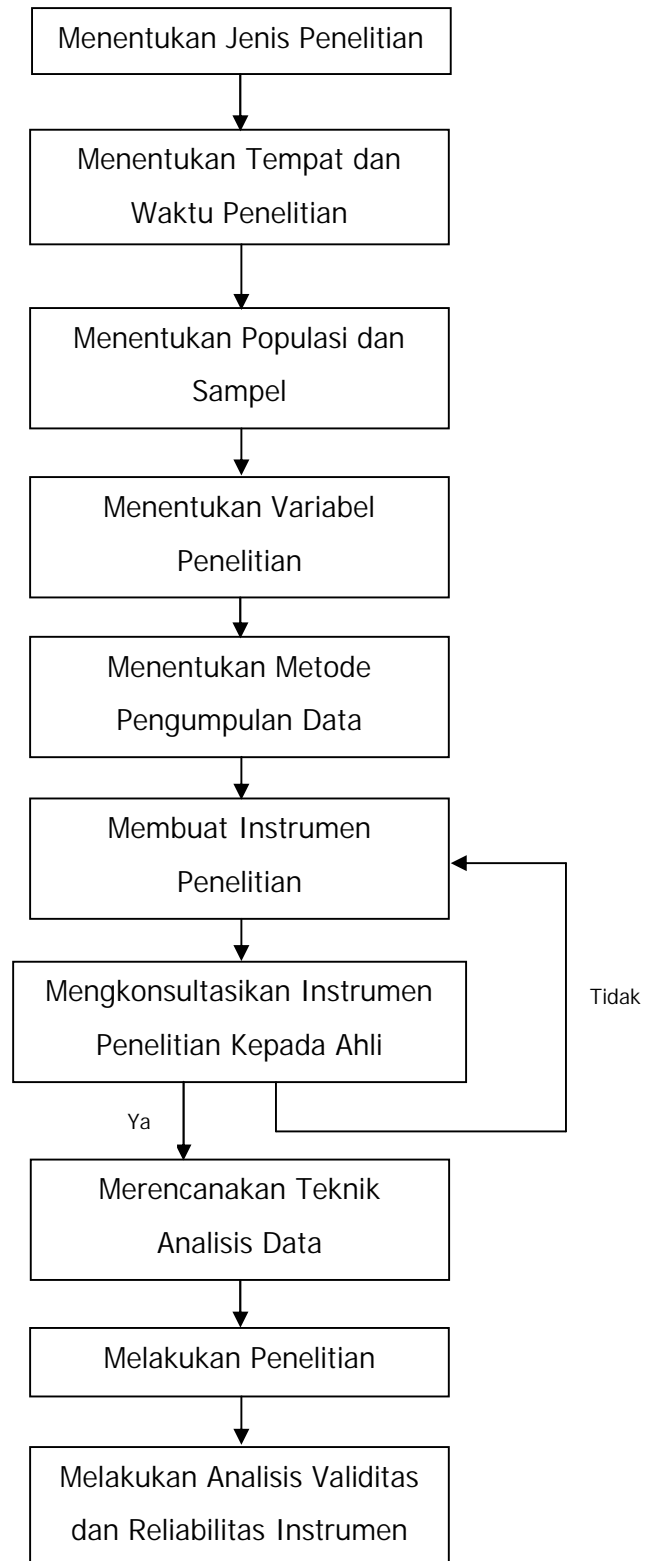 Menentukan Jenis Penelitian
Menentukan Tempat dan
Waktu Penelitian
Menentukan Populasi dan
Sampel
Menentukan Variabel
Penelitian
Menentukan Metode
Pengumpulan Data
Membuat Instrumen
Penelitian
Mengkonsultasikan Instrumen
Penelitian Kepada Ahli
Tidak
Ya
Merencanakan Teknik
Analisis Data
Melakukan Penelitian
Melakukan Analisis Validitas
dan Reliabilitas Instrumen